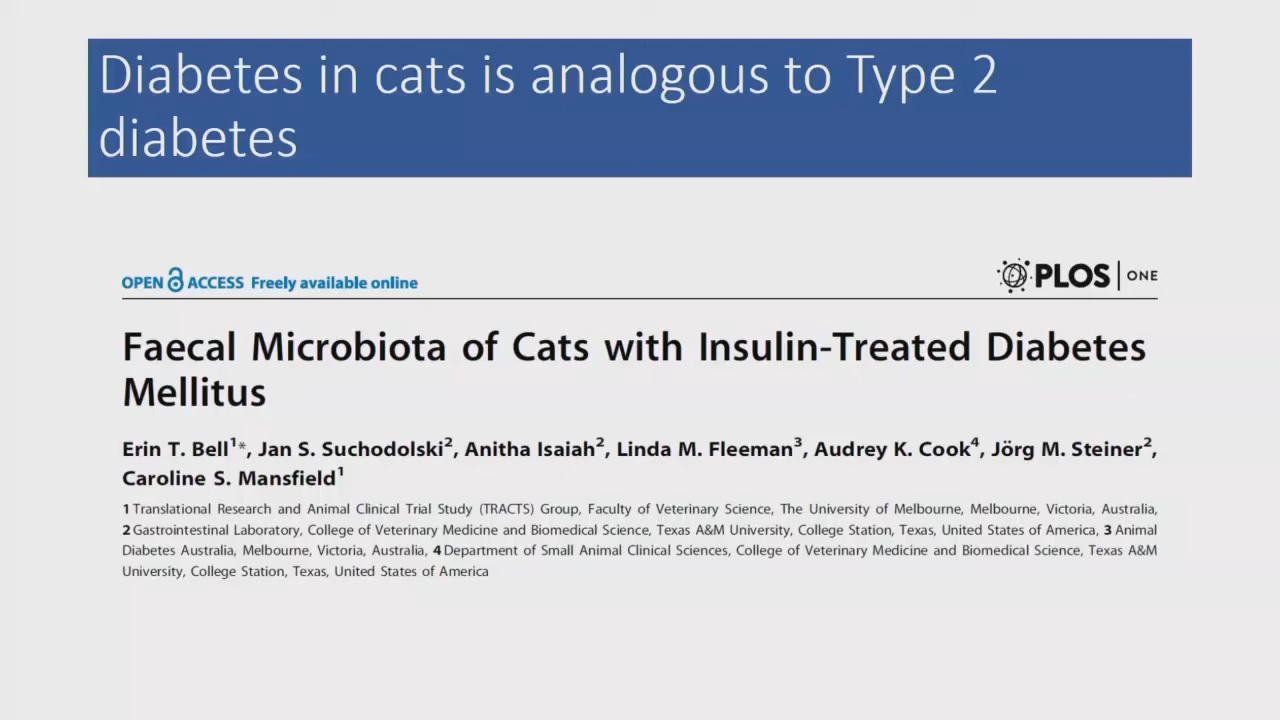 Diabetes in cats is analogous to Type 2
diabetes
OPEN ACCESS Freely available online
PLOS ONE
Faecal Microbiota of Cats with Insulin-Treated Diabetes
Mellitus
Erin T. Bell1*, Jan S. Suchodolski2, Anitha Isaiah2, Linda M. Fleeman3, Audrey K. Cook4, Jörg M. Steiner2,
Caroline S. Mansfield1
1 Translational Research and Animal Clinical Trial Study (TRACTS) Group, Faculty of Veterinary Science, The University of Melbourne, Melbourne, Victoria, Australia,
2 Gastrointestinal Laboratory, College of Veterinary Medicine and Biomedical Science, Texas A&M University, College Station, Texas, United States of America, 3 Animal
Diabetes Australia, Melbourne, Victoria, Australia, 4 Department of Small Animal Clinical Sciences, College of Veterinary Medicine and Biomedical Science, Texas A&M
University, College Station, Texas, United States of America